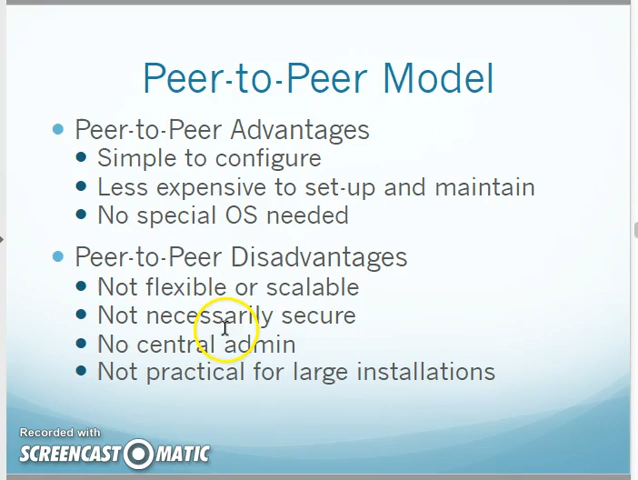 Peer-to-Peer Model
Peer-to-Peer Advantages
Simple to configure
Less expensive to set-up and maintain
No special OS needed
Peer-to-Peer Disadvantages
Not flexible or scalable
Not necessarily secure
No central admin
Not practical for large installations
Recorded with
SCREENCAST-O-MATIC